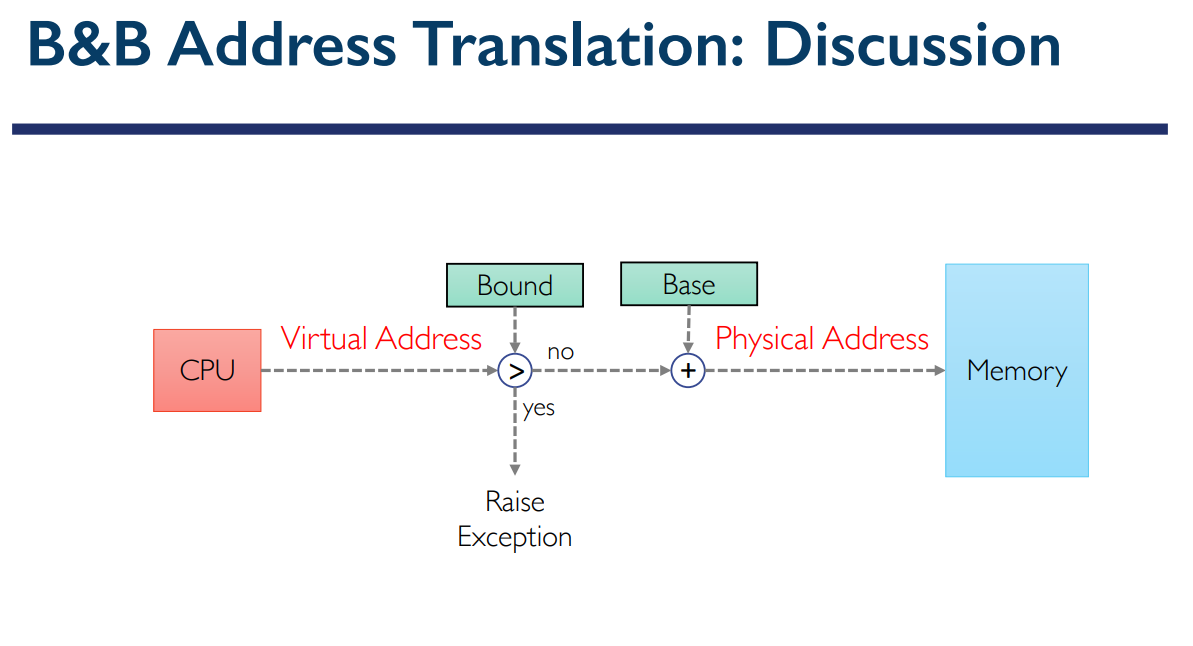 B&B Address Translation: Discussion
Bound
Base
Virtual Address
no
Physical Address
CPU
>
+
Memory
yes
Raise
Exception